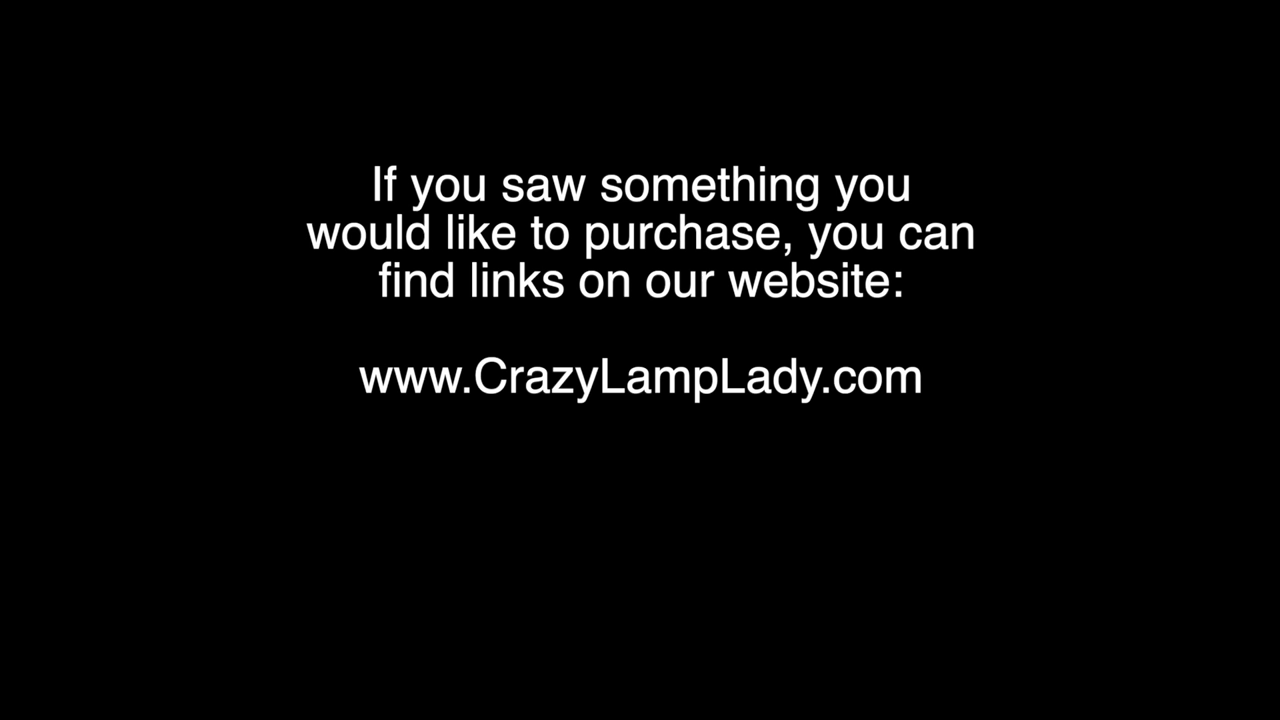 If you saw something you
would like to purchase, you can
find links on our website:
www.CrazyLampLady.com